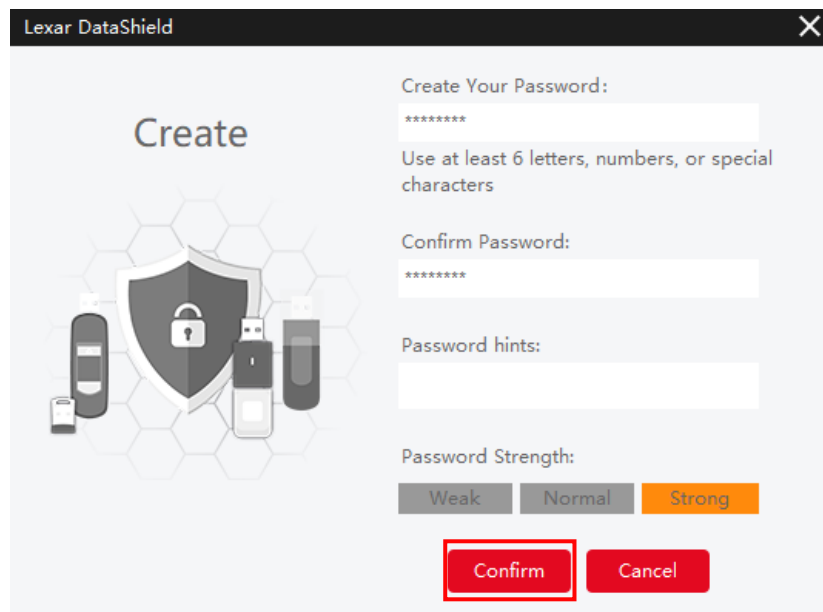 Lexar DataShield
Create
Create Your Password:
********
Use at least 6 letters, numbers, or special
characters
Confirm Password:
********
Password hints:
Password Strength:
Weak Normal Strong
Confirm Cancel